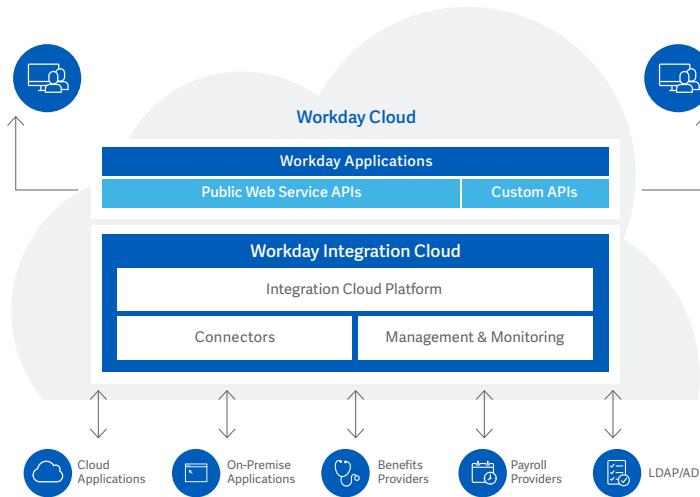 Workday Cloud
Workday Applications
Public Web Service APIs
Custom APIs
Workday Integration Cloud
Integration Cloud Platform
Connectors
Management & Monitoring
Cloud
Applications
On-Premise
Applications
Benefits
Providers
Payroll
Providers
LDAP/AD